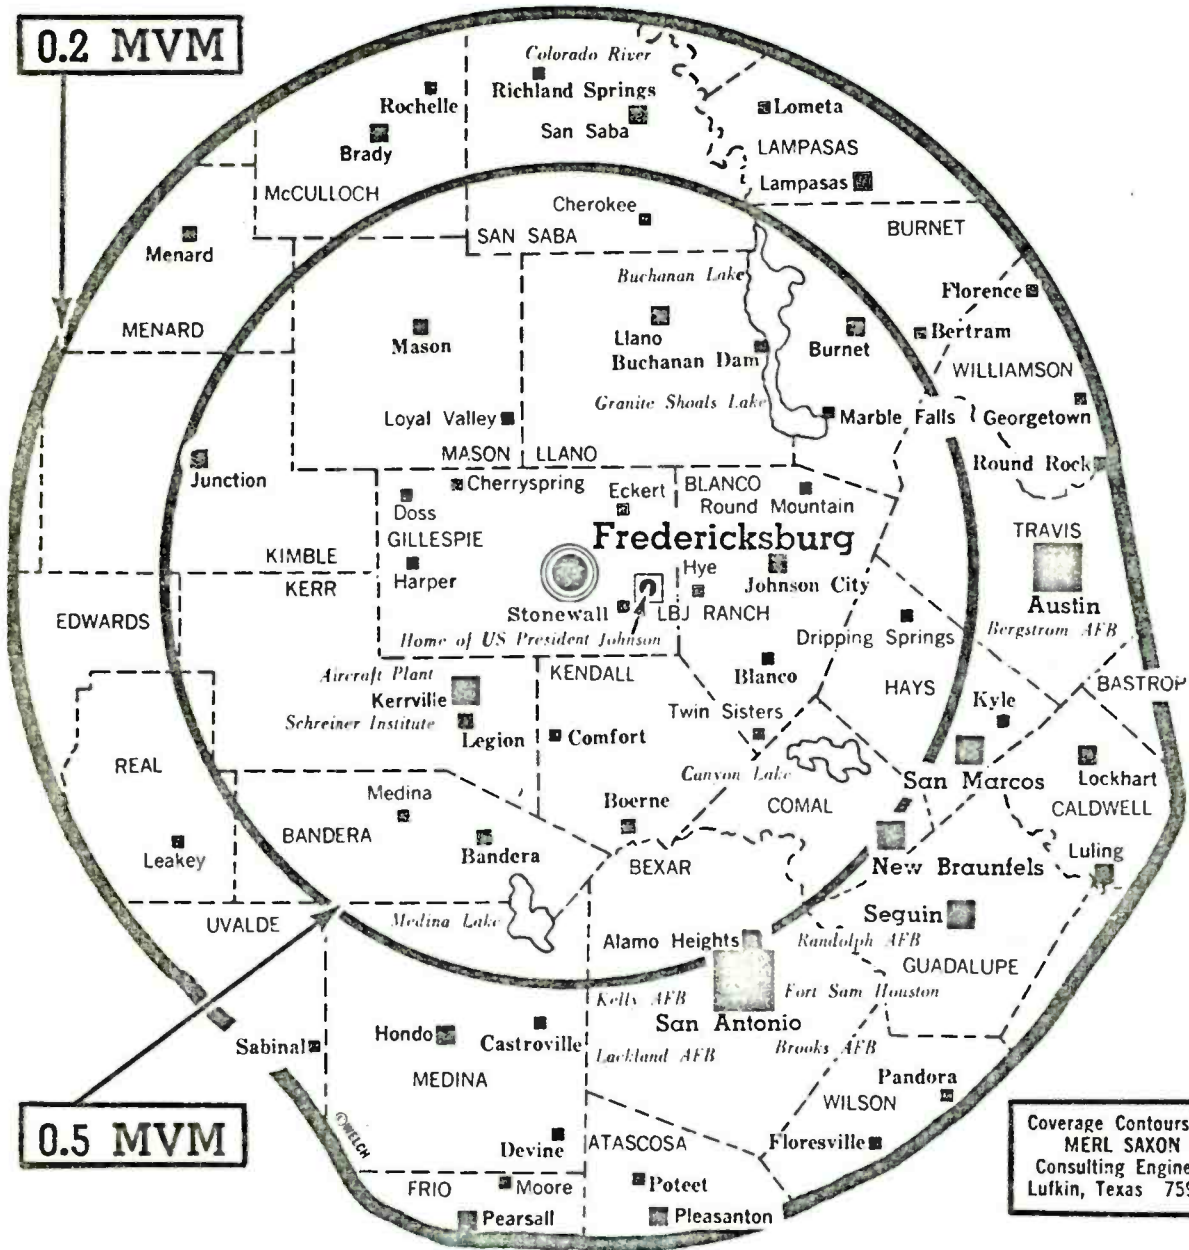 0.2 MVM
Colorado River
Rochelle
Richland Springs
Lometa
San Saba
Brady
LAMPASAS
Lampasas
McCULLOCH
Cherokee
BURNET
SAN SABA
Menard
Buchanan Lake
Florence
MENARD
Mason
Llano
Bertram
Buchanan Dam
Burnet
WILLIAMSON
Granite Shoals Lake
Loyal Valley
Marble Falls
Georgetown
MASON
LLANO
Round Rock
Junction
Cherryspring
Eckert
BLANCO
Doss
Round Mountain
TRAVIS
GILLESPIE
Fredericksburg
KIMBLE
Harper
Hye
Johnson City
KERR
Stonewall
LBJ RANCH
Austin
EDWARDS
Home of US President Johnson
Dripping Springs
Bergstrom AFB
Aircraft Plant
KENDALL
Blanco
HAYS
BASTROP
Kerrville
Kyle
Schreiner Institute
Legion
Comfort
Twin Sisters
REAL
Canyon Lake
San Marcos
Lockhart
Medina
Boerne
COMAL
CALDWELL
BANDERA
Leakey
Bandera
BEXAR
New Braunfels
Luling
UVALDE
Medina Lake
Seguin
Alamo Heights
Randolph AFB
GUADALUPE
Kelly AFB
Fort Sam Houston
San Antonio
Sabinal
Hondo
Castroville
Lackland AFB
Brooks AFB
MEDINA
Pandora
WILSON
0.5 MVM
©WELCH
Devine
ATASCOSA
Floresville
FRIO
Moore
Poteet
Pearsall
Pleasanton
Coverage Contours
MERL SAXON
Consulting Engine
Lufkin, Texas 759